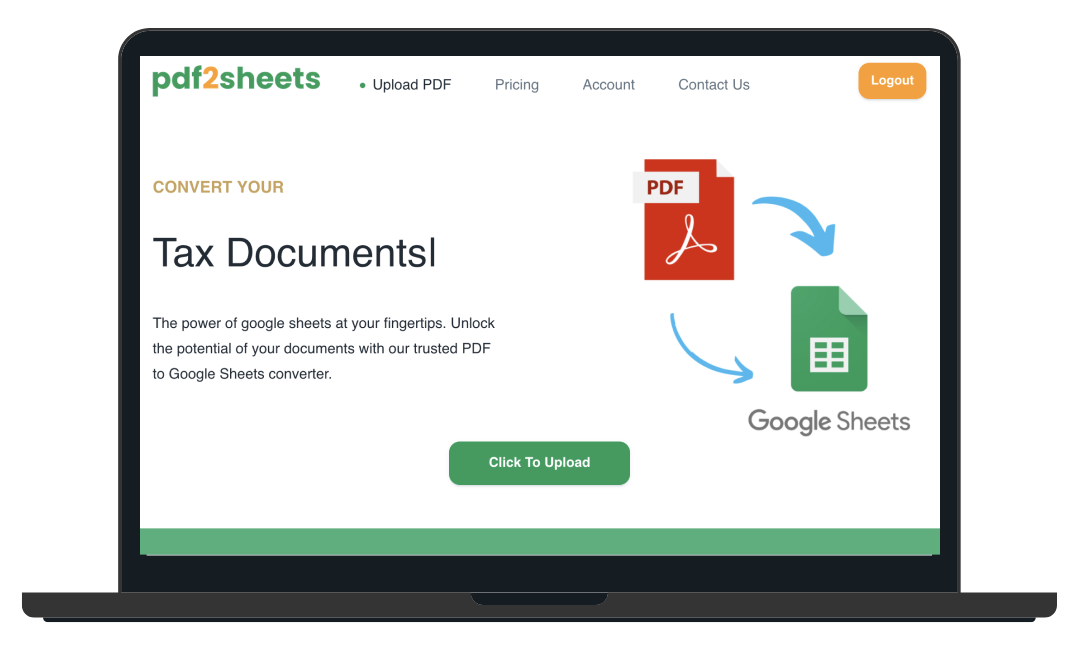 pdf2sheets
Upload PDF
Pricing
Account
Contact Us
Logout
CONVERT YOUR
Tax Documents|
The power of google sheets at your fingertips. Unlock
the potential of your documents with our trusted PDF
to Google Sheets converter.
PDF
Google Sheets
Click To Upload